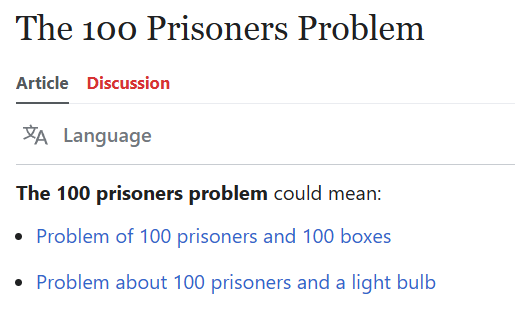 The 100 Prisoners Problem
Article Discussion
Language
The 100 prisoners problem could mean:
Problem of 100 prisoners and 100 boxes
Problem about 100 prisoners and a light bulb